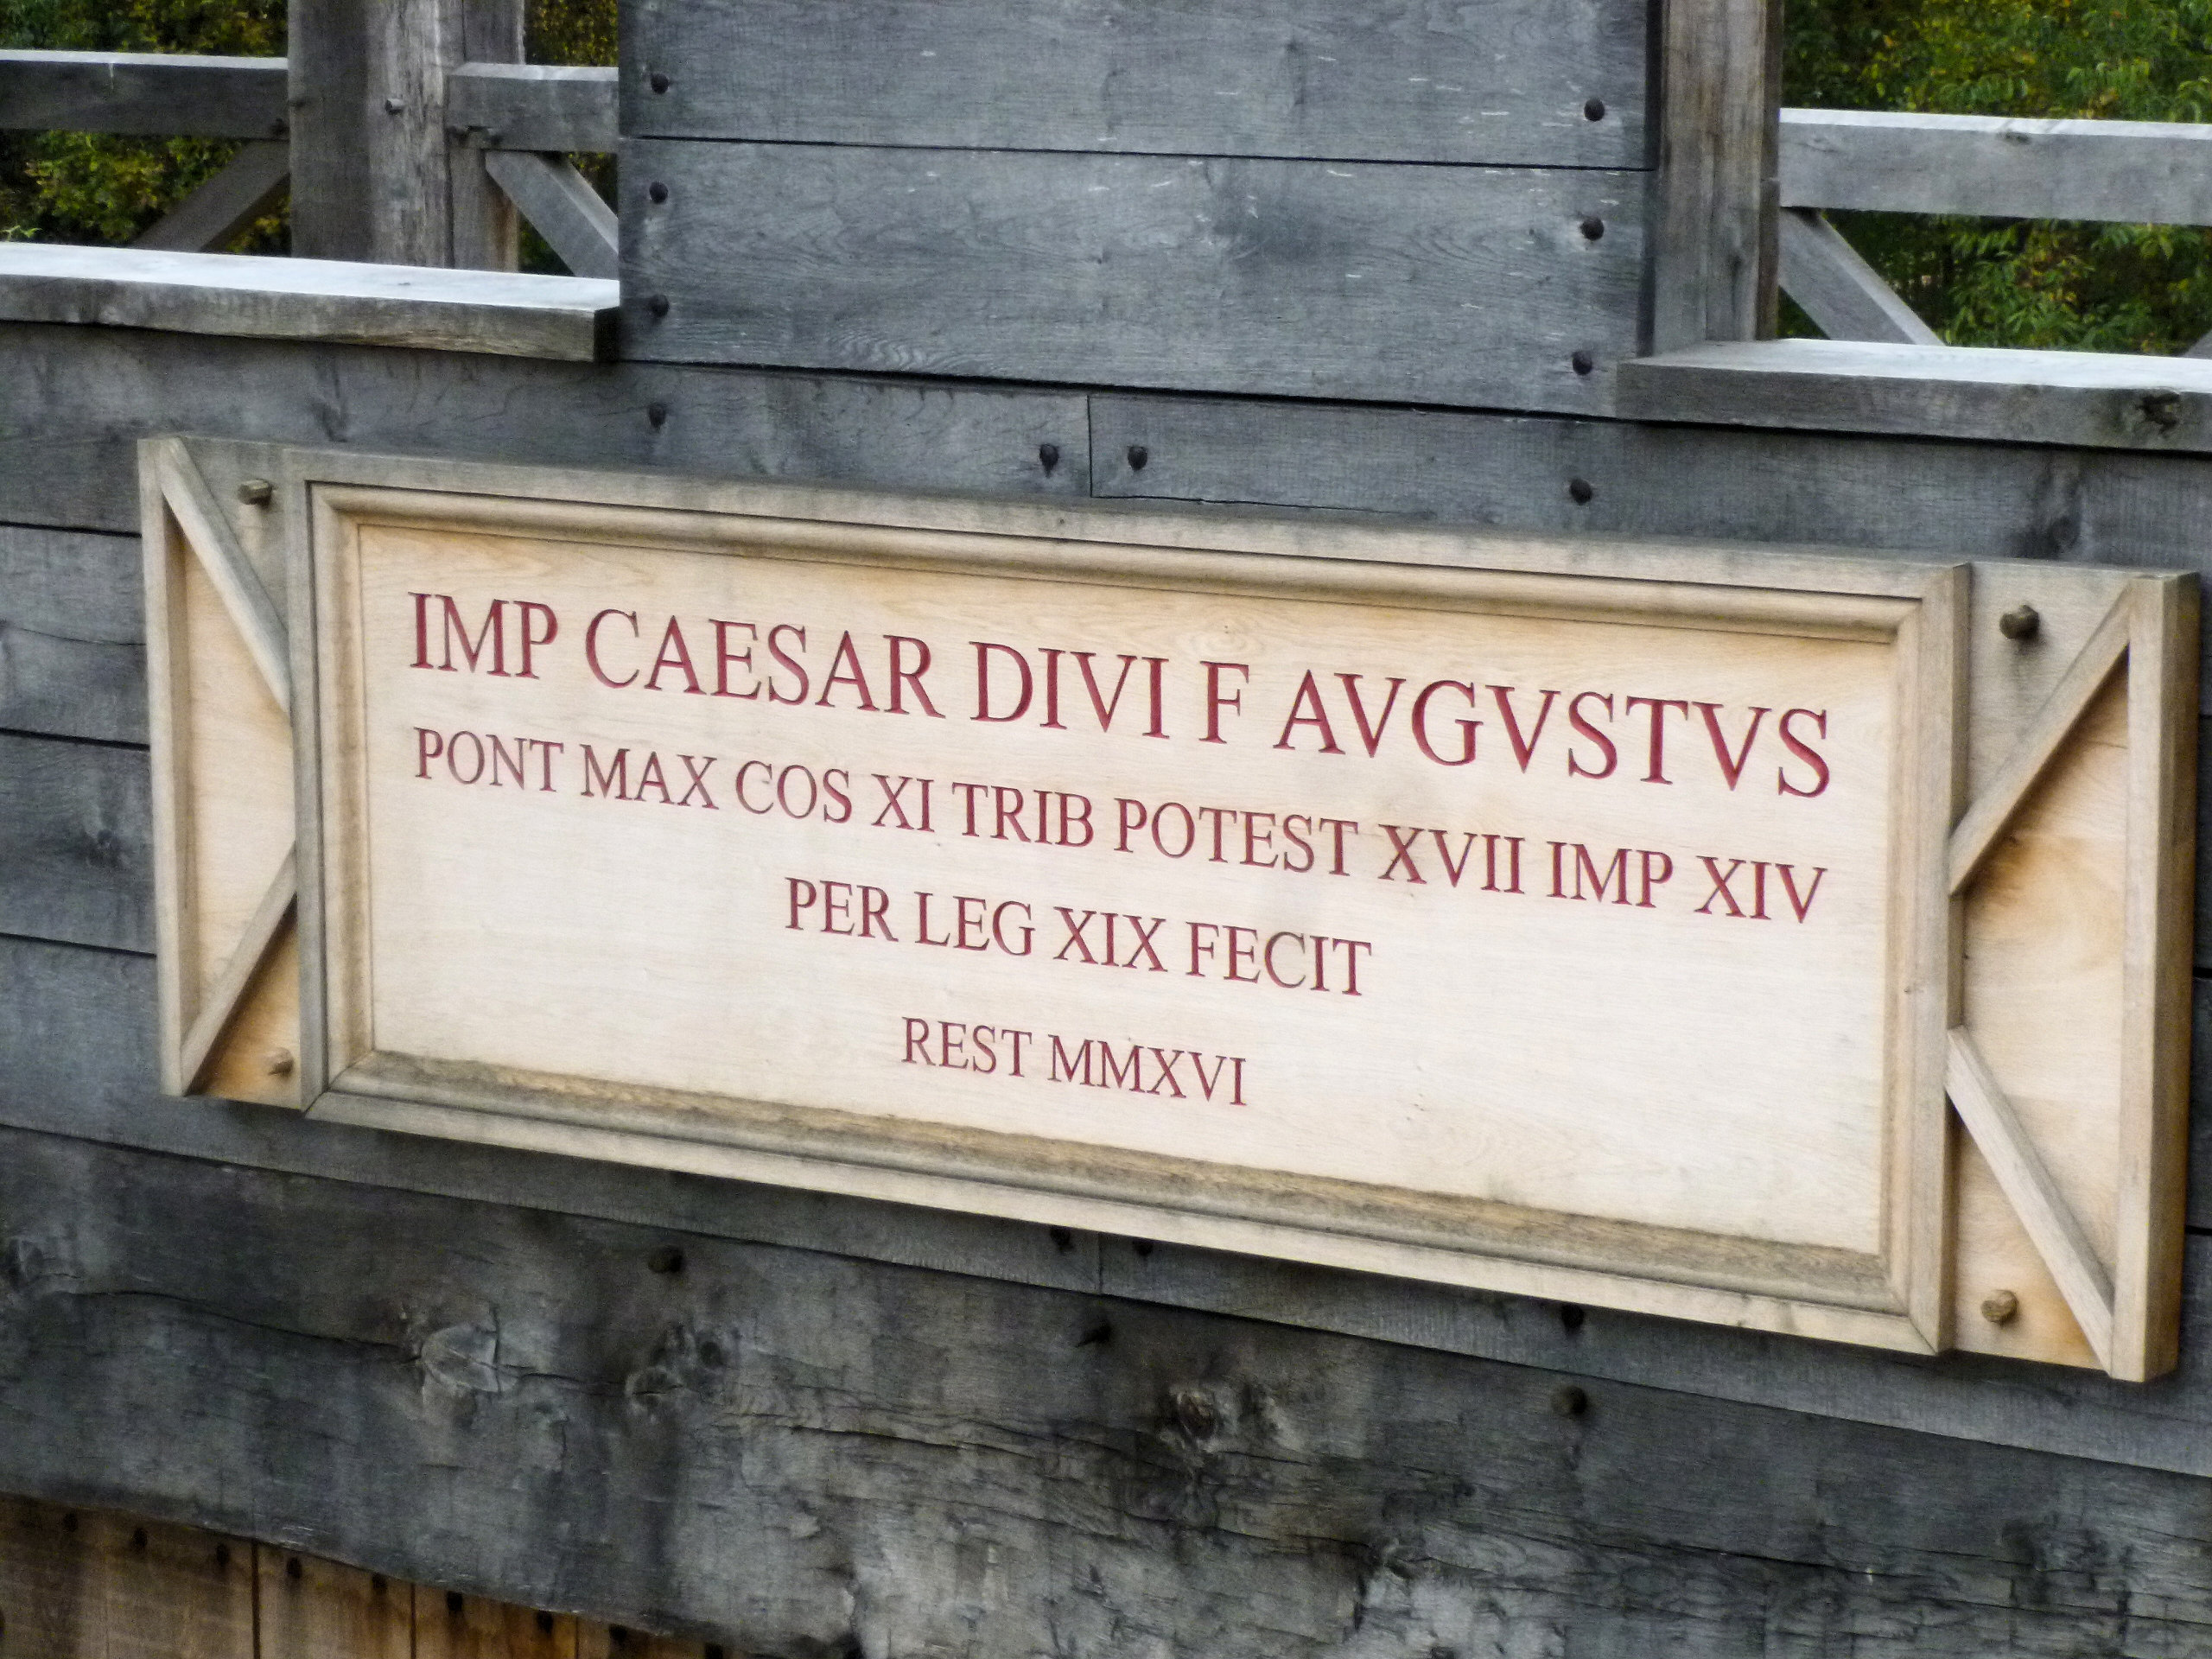 IMP CAESAR DIVI F AVGVSTVS
PONT MAX COS XI TRIB POTEST XVII IMP XIV
PER LEG XIX FECIT
REST MMXVI